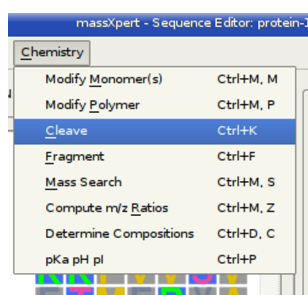 massXpert - Sequence Editor: protein-
Chemistry
Modify Monomer(s) Ctrl+M, M
Modify Polymer Ctrl+M, P
Cleave Ctrl+K
Fragment Ctrl+F
Mass Search Ctrl+M, S
Compute m/z Ratios Ctrl+M, Z
Determine Compositions Ctrl+D, C
pKa pH pI Ctrl+P